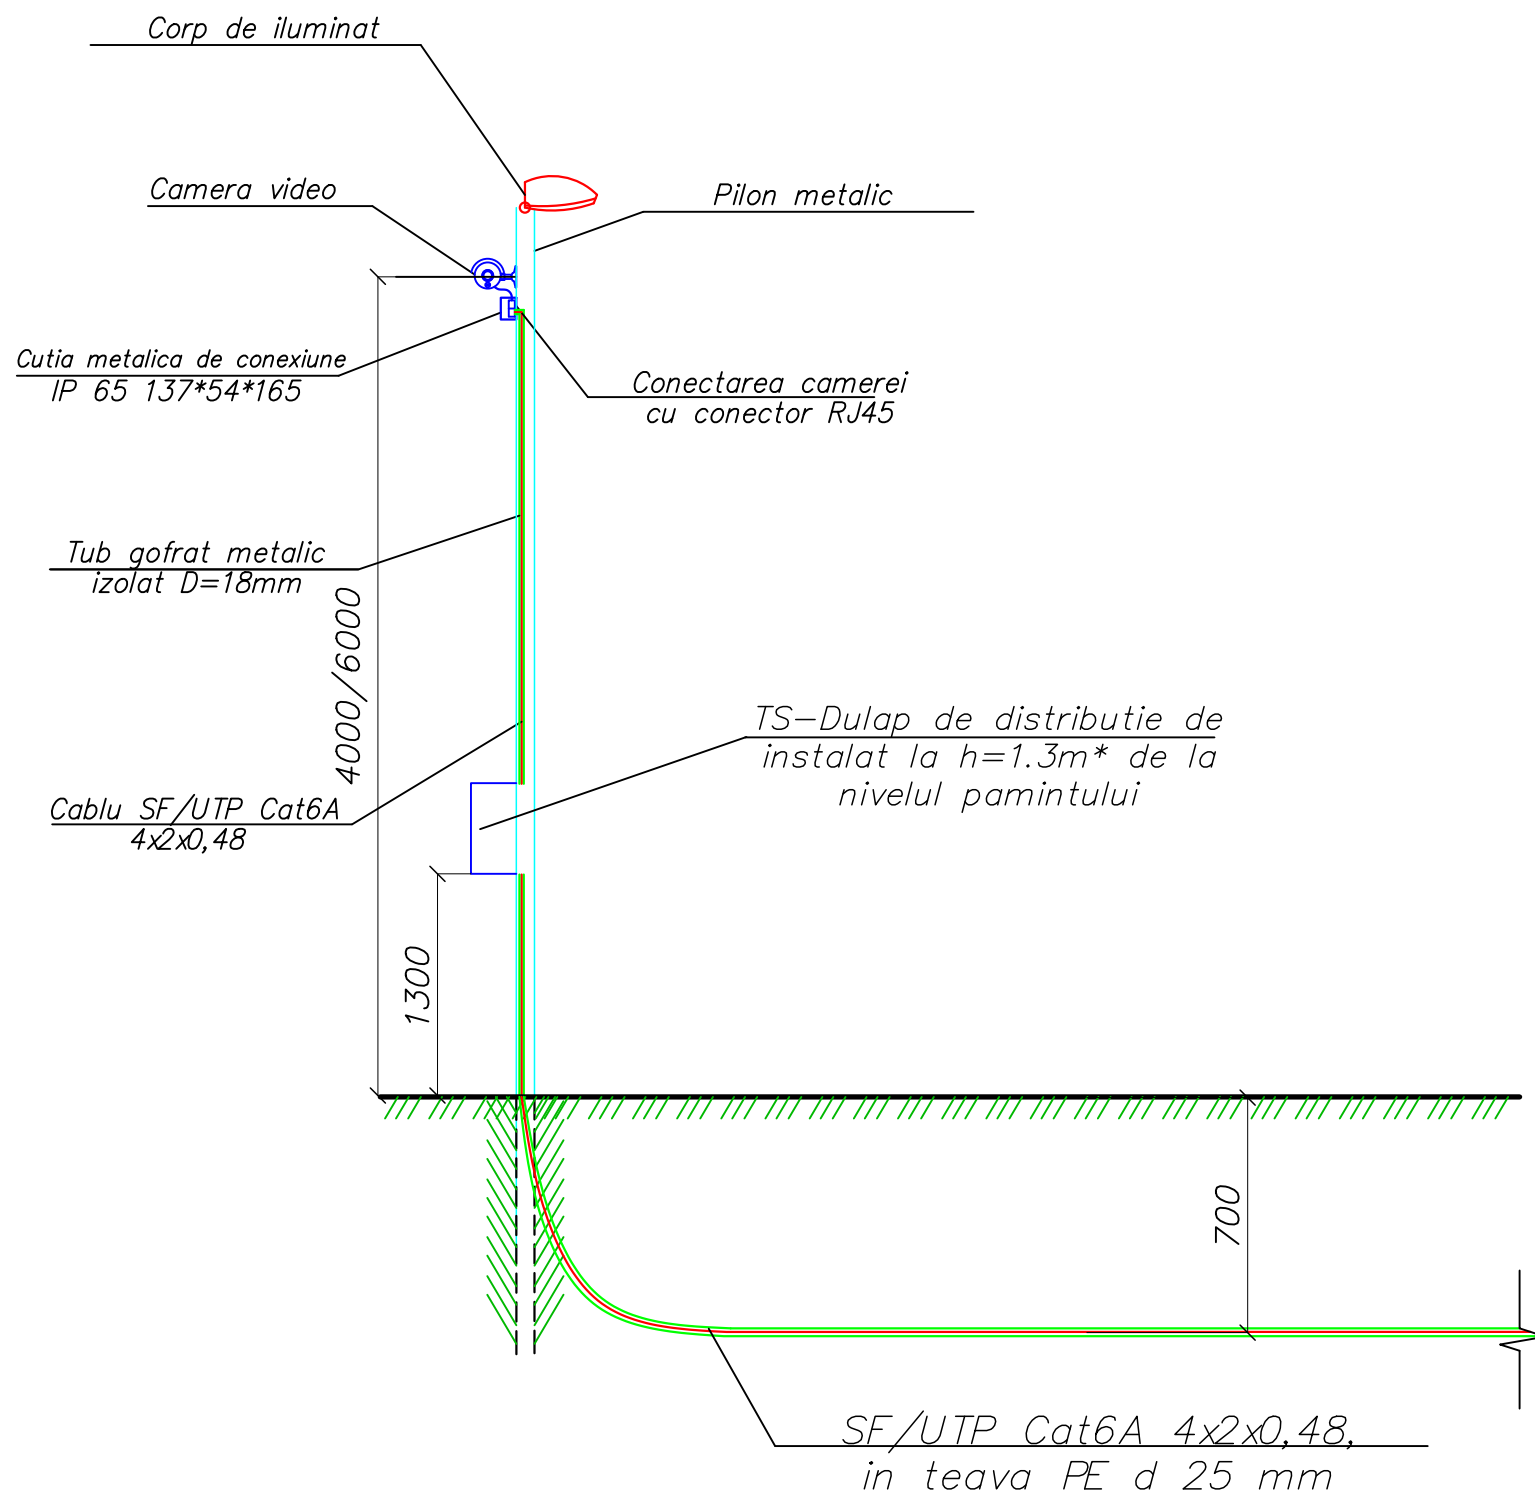 Corp de iluminat
Camera video
Pilon metalic
Cutia metalica de conexiune
IP 65 137*54*165
Conectarea camerei
cu conector RJ45
Tub gofrat metalic
izolat D=18mm
4000/6000
TS-Dulap de distributie de
instalat la h=1.3m* de la
nivelul pamintului
Cablu SF/UTP Cat6A
4x2x0,48
1300
700
SF/UTP Cat6A 4x2x0,48,
in teava PE d 25 mm